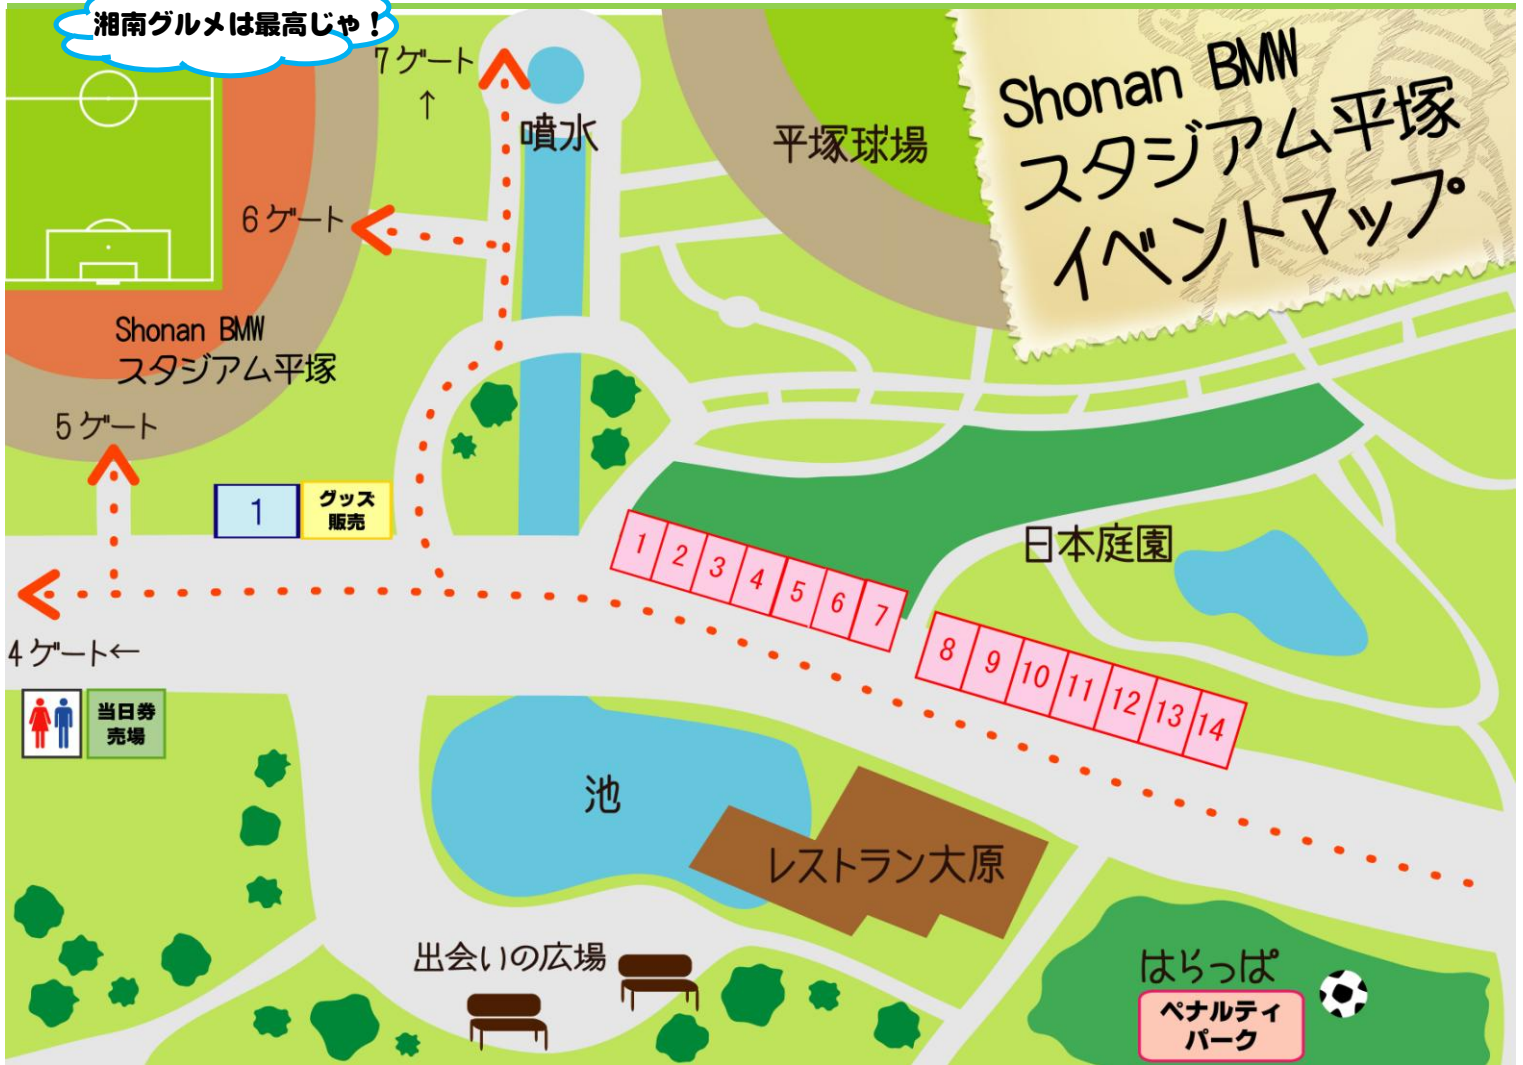 湘南グルメは最高じゃ！
Shonan BMW
スタジアム平塚
イベントマップ
7ゲート
↑
噴水
平塚球場
6ゲート
Shonan BMW
スタジアム平塚
5ゲート
1
グッズ
販売
1
2
3
4
5
6
7
日本庭園
8
9
10
11
12
13
14
4ゲート←
当日券
売場
池
レストラン大原
出会いの広場
はらっぱ
ペナルティ
パーク